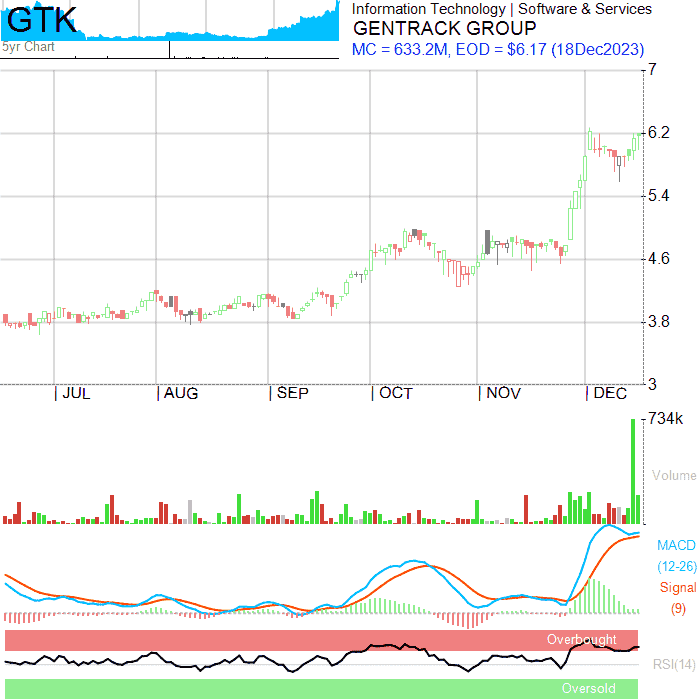 GTK
5yr Chart
Information Technology | Software & Services
GENTRACK GROUP
MC = 633.2M, EOD = $6.17 (18Dec2023)
7
6.2
5.4
4.6
3.8
3
JUL AUG SEP OCT NOV DEC
734k
Volume
MACD
(12-26)
Signal
(9)
Overbought
RSI(14)
Oversold